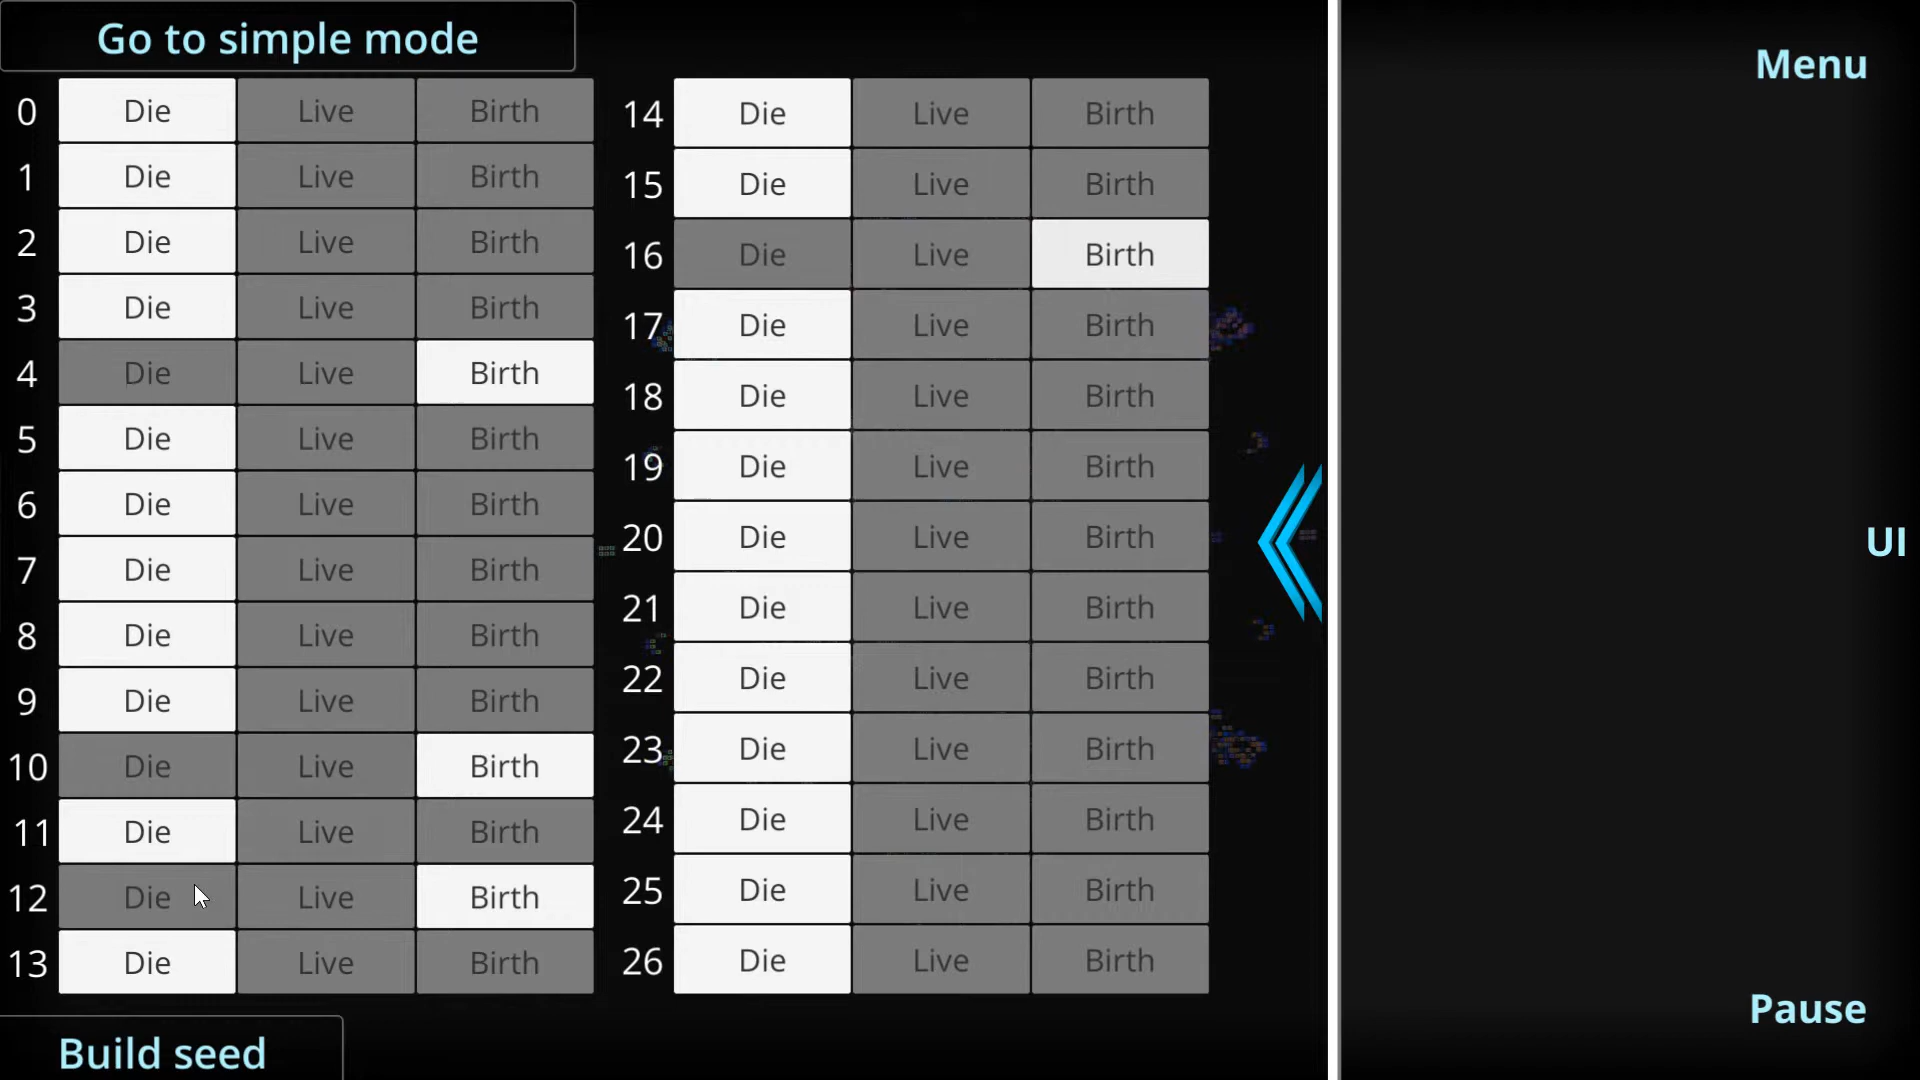 Go to simple mode
Menu
0 Die Live Birth
1 Die Live Birth
2 Die Live Birth
3 Die Live Birth
4 Die Live Birth
5 Die Live Birth
6 Die Live Birth
7 Die Live Birth
8 Die Live Birth
9 Die Live Birth
10 Die Live Birth
11 Die Live Birth
12 Die Live Birth
13 Die Live Birth
14 Die Live Birth
15 Die Live Birth
16 Die Live Birth
17 Die Live Birth
18 Die Live Birth
19 Die Live Birth
20 Die Live Birth
21 Die Live Birth
22 Die Live Birth
23 Die Live Birth
24 Die Live Birth
25 Die Live Birth
26 Die Live Birth
UI
Pause
Build seed